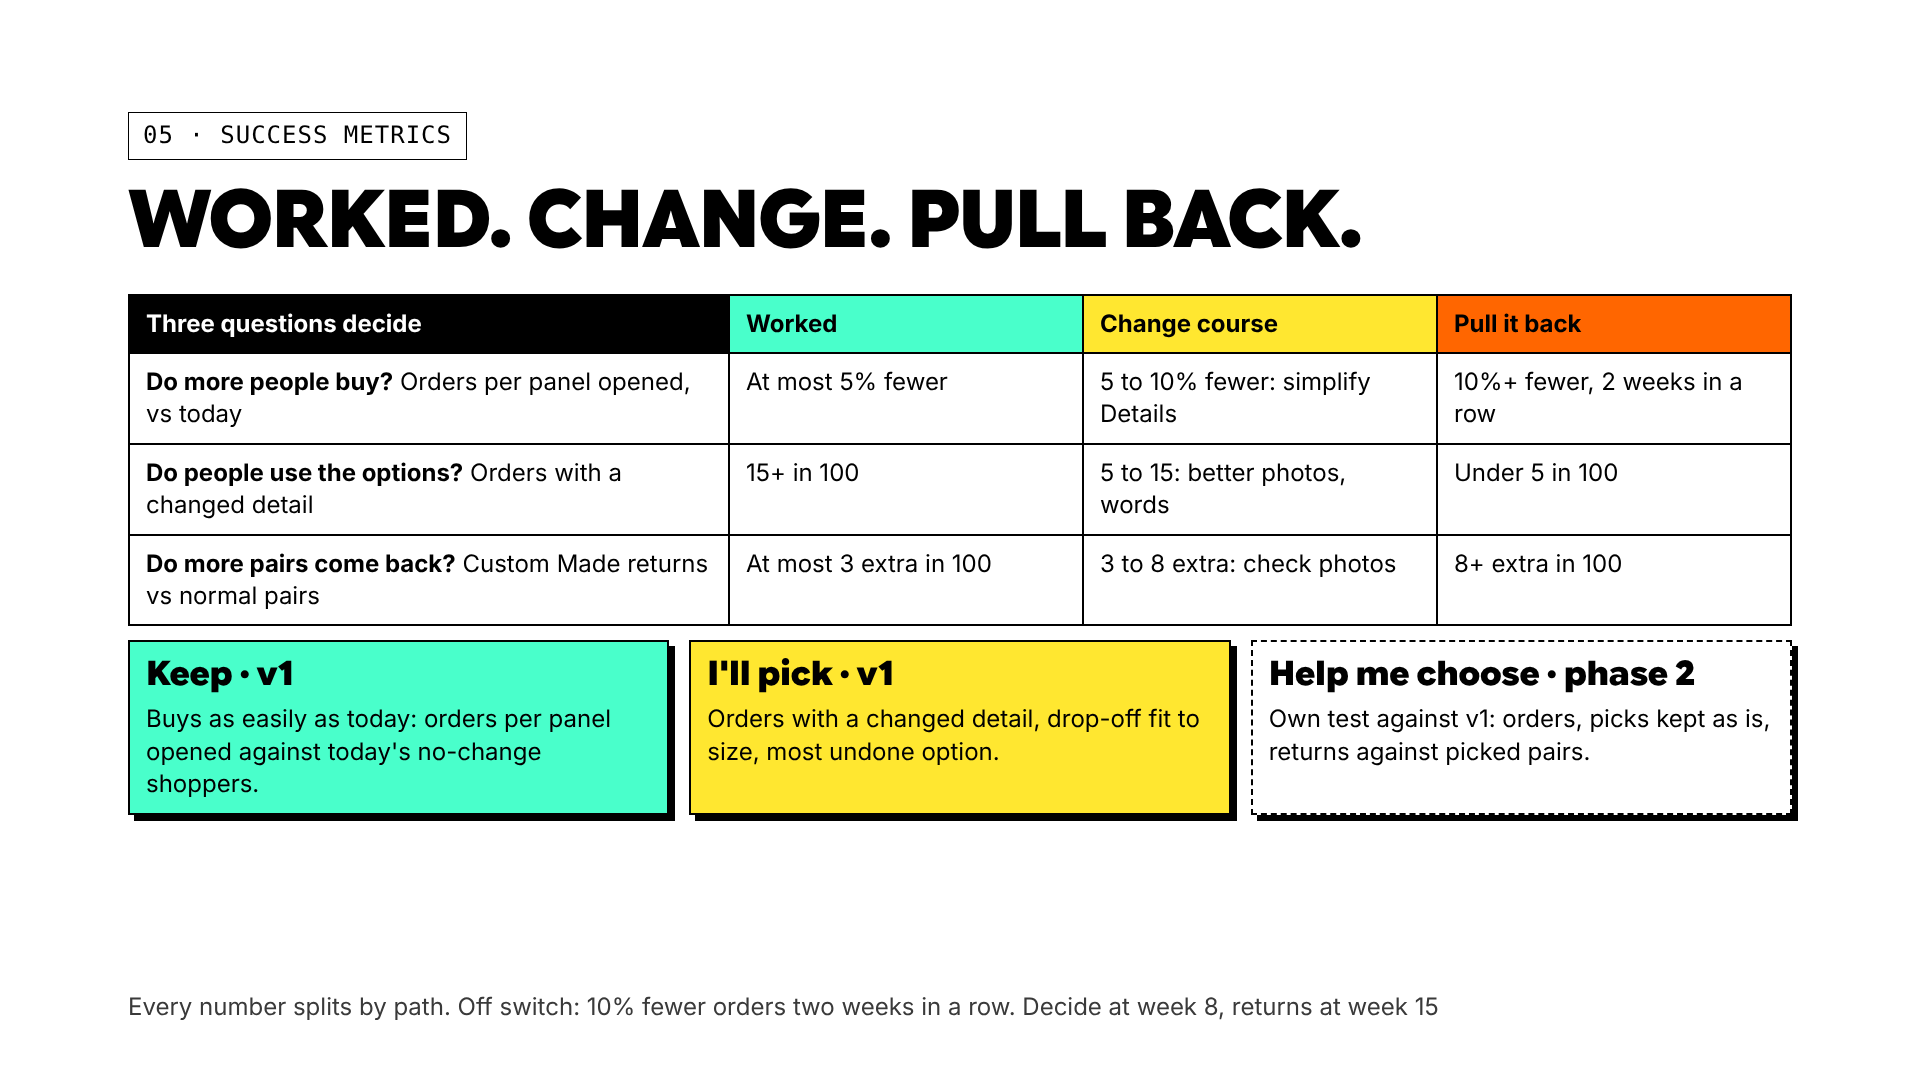 05 · SUCCESS METRICS
WORKED. CHANGE. PULL BACK.
Three questions decide
Worked
Change course
Pull it back
Do more people buy? Orders per panel opened,
vs today
At most 5% fewer
5 to 10% fewer: simplify
Details
10%+ fewer, 2 weeks in a
row
Do people use the options? Orders with a
changed detail
15+ in 100
5 to 15: better photos,
words
Under 5 in 100
Do more pairs come back? Custom Made returns
vs normal pairs
At most 3 extra in 100
3 to 8 extra: check photos
8+ extra in 100
Keep · v1
Buys as easily as today: orders per panel
opened against today's no-change
shoppers.
I'll pick · v1
Orders with a changed detail, drop-off fit to
size, most undone option.
Help me choose · phase 2
Own test against v1: orders, picks kept as is,
returns against picked pairs.
Every number splits by path. Off switch: 10% fewer orders two weeks in a row. Decide at week 8, returns at week 15